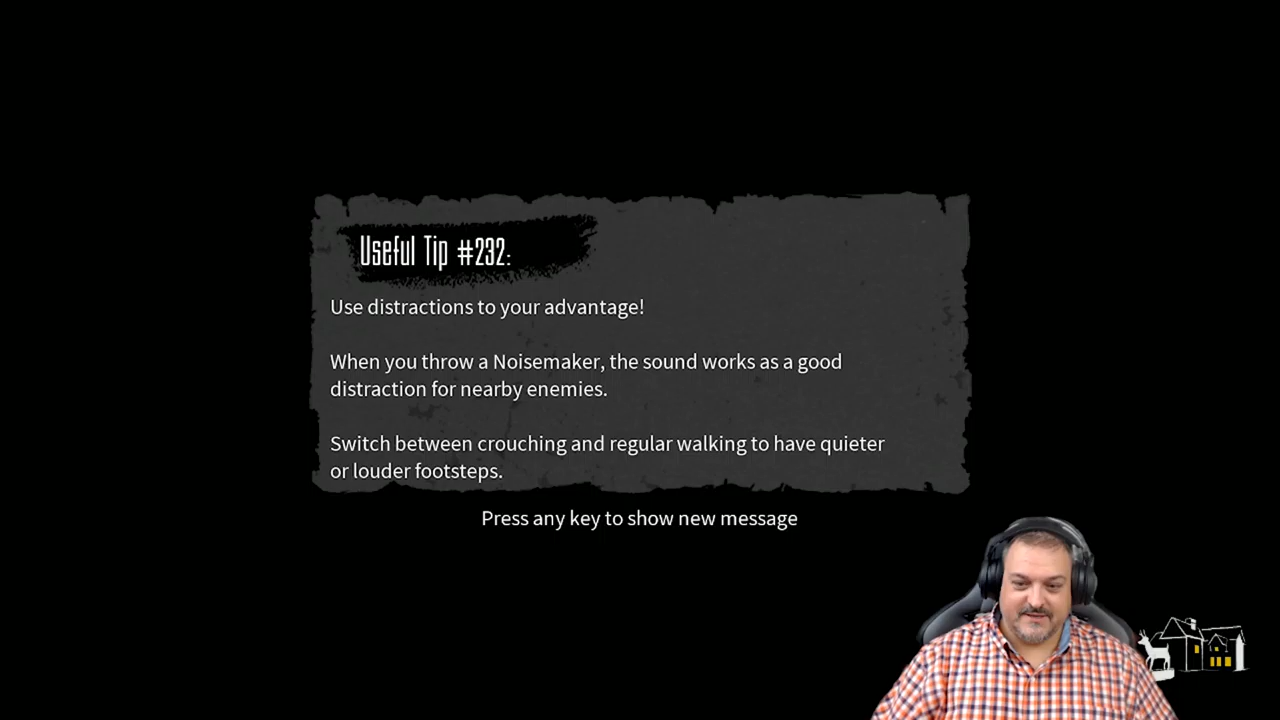 Useful Tip #232:
Use distractions to your advantage!
When you throw a Noisemaker, the sound works as a good
distraction for nearby enemies.
Switch between crouching and regular walking to have quieter
or louder footsteps.
Press any key to show new message